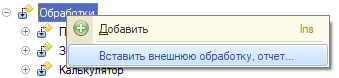 Обработки
П
Добавить Ins
З
Вставить внешнюю обработку, отчет...
Калькулятор